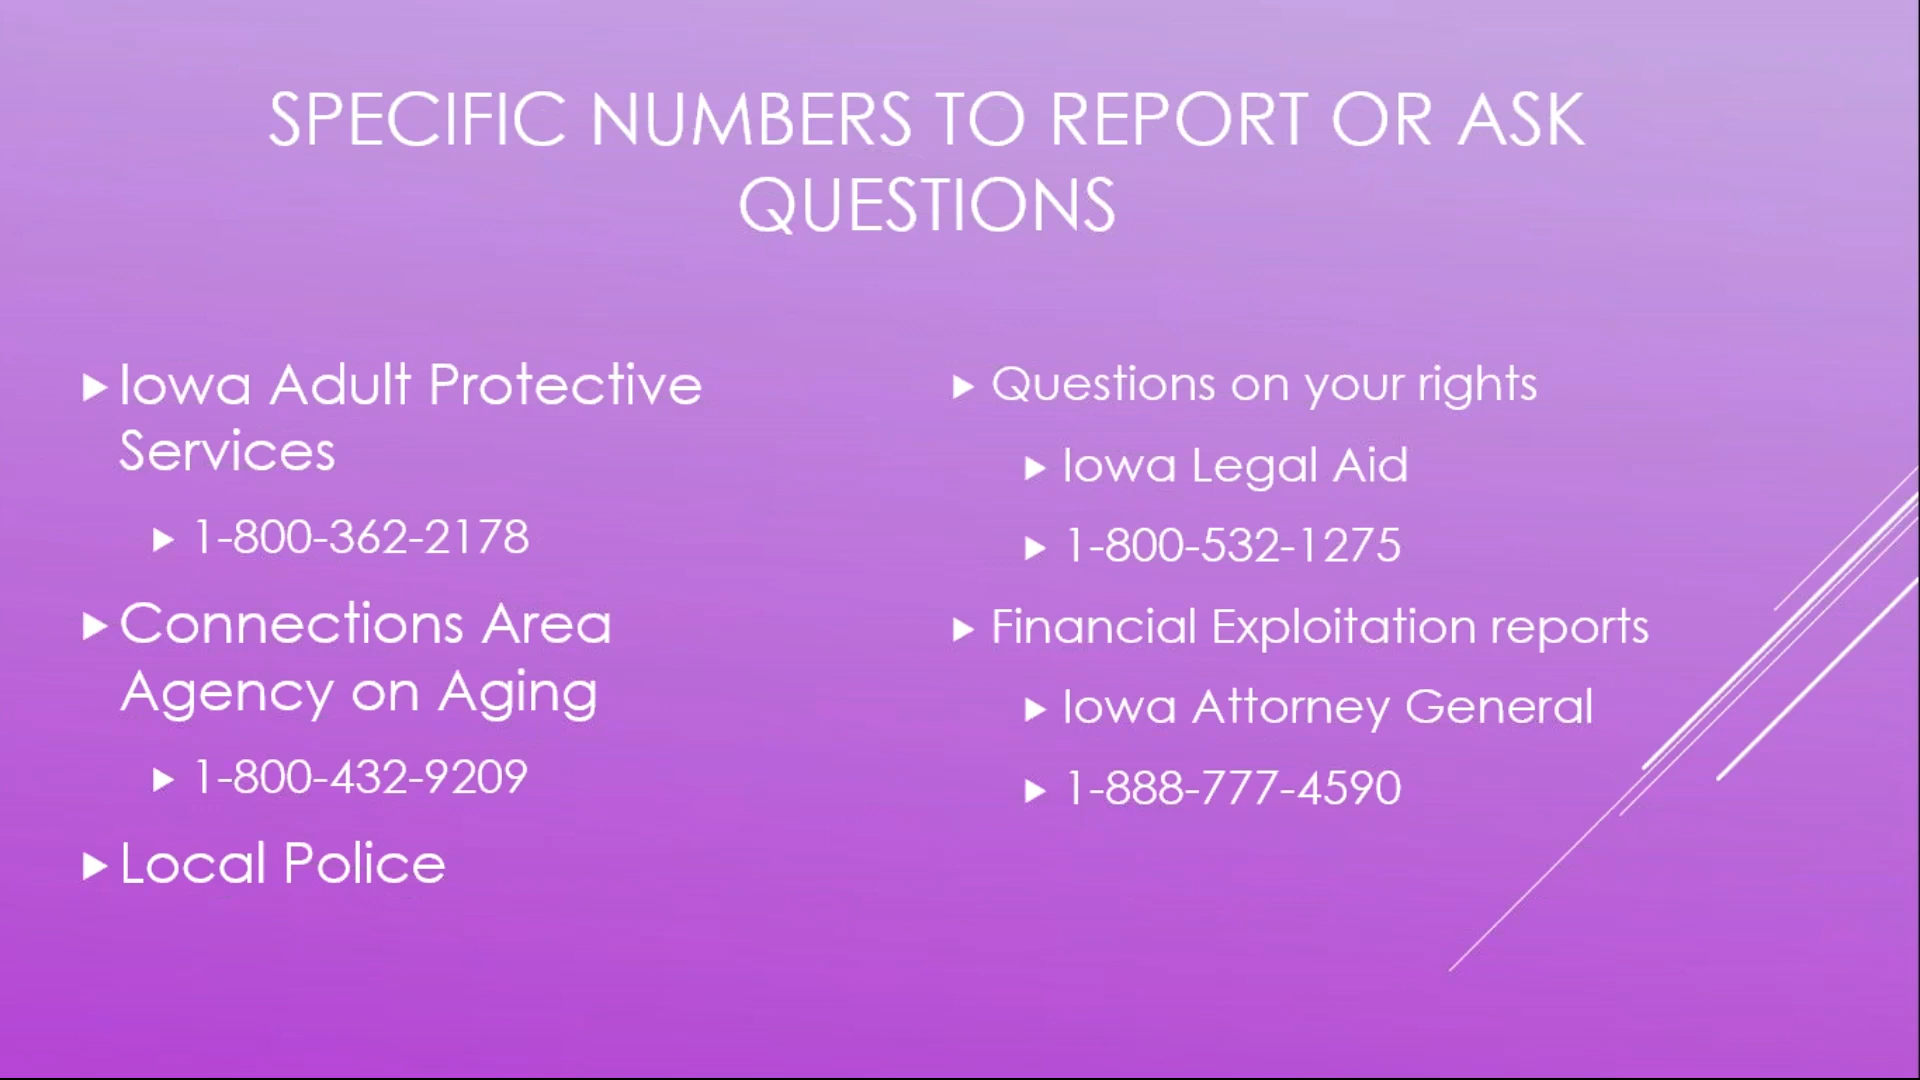 SPECIFIC NUMBERS TO REPORT OR ASK
QUESTIONS
Iowa Adult Protective
Services
1-800-362-2178
Connections Area
Agency on Aging
1-800-432-9209
Local Police
Questions on your rights
Iowa Legal Aid
1-800-532-1275
Financial Exploitation reports
Iowa Attorney General
1-888-777-4590